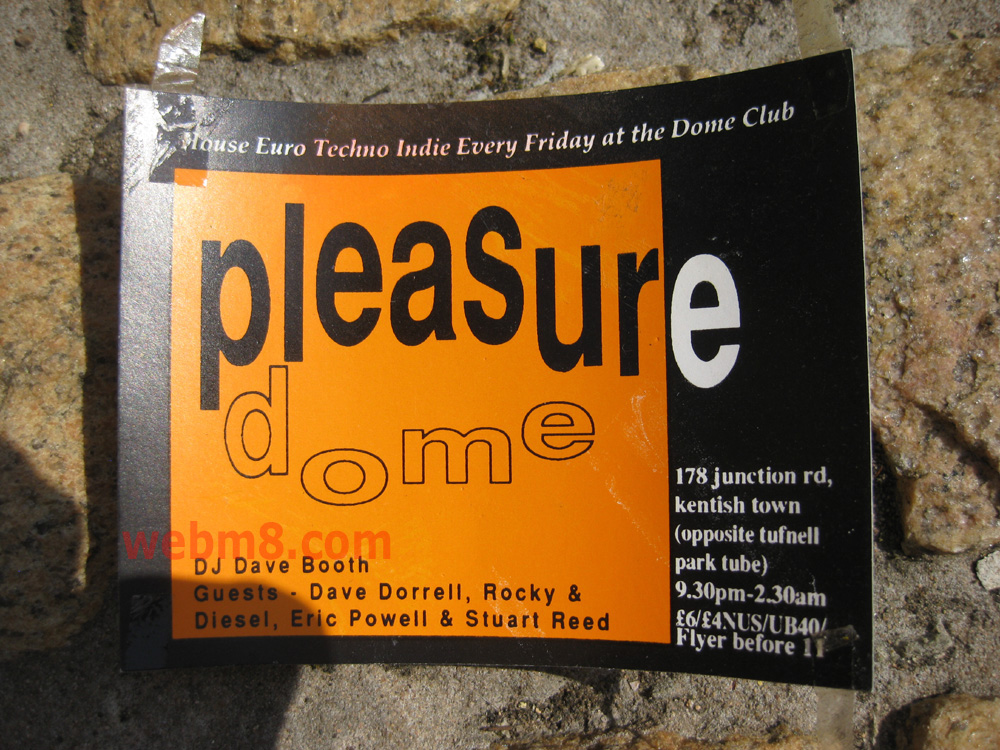 House Euro Techno Indie Every Friday at the Dome Club
pleasure
dome
178 junction rd,
kentish town
(opposite tufnell
park tube)
9.30pm-2.30am
£6/£4NUS/UB40/
Flyer before 11
webm8.com
DJ Dave Booth
Guests - Dave Dorrell, Rocky &
Diesel, Eric Powell & Stuart Reed